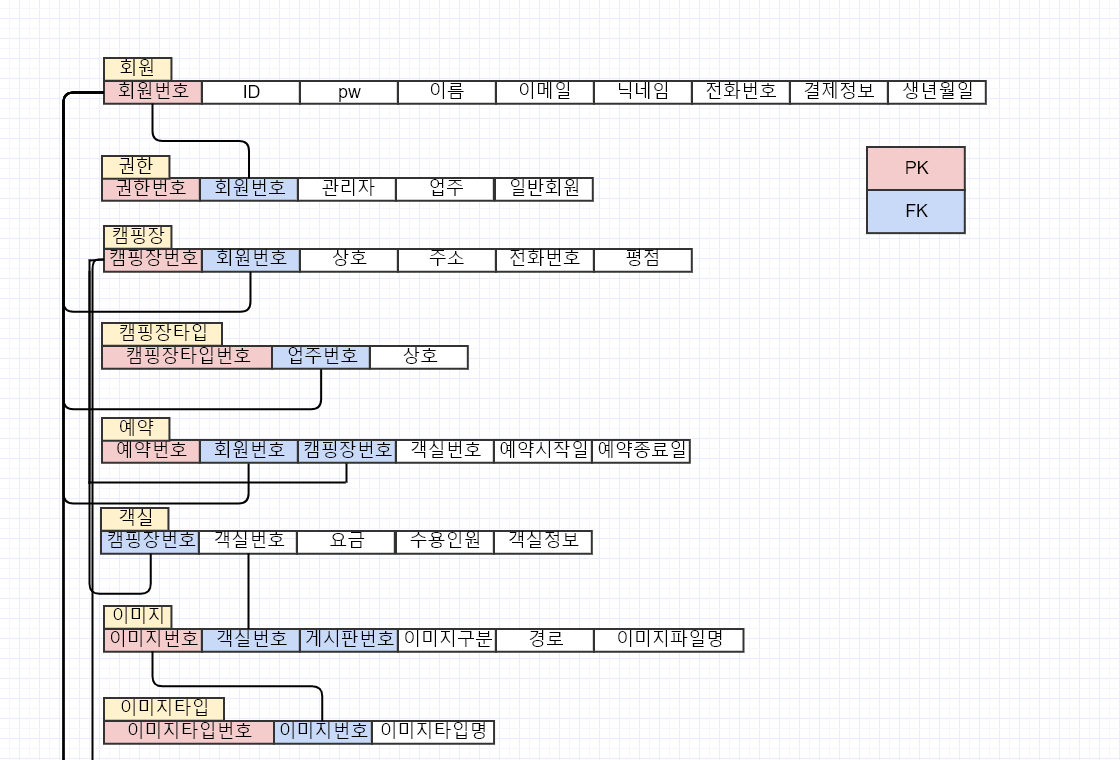 회원
회원번호 ID pw 이름 이메일 닉네임 전화번호 결제정보 생년월일
PK
FK
권한
권한번호 회원번호 관리자 업주 일반회원
캠핑장
캠핑장번호 회원번호 상호 주소 전화번호 평점
캠핑장타입
캠핑장타입번호 업주번호 상호
예약
예약번호 회원번호 캠핑장번호 객실번호 예약시작일 예약종료일
객실
캠핑장번호 객실번호 요금 수용인원 객실정보
이미지
이미지번호 객실번호 게시판번호 이미지구분 경로 이미지파일명
이미지타입
이미지타입번호 이미지번호 이미지타입명